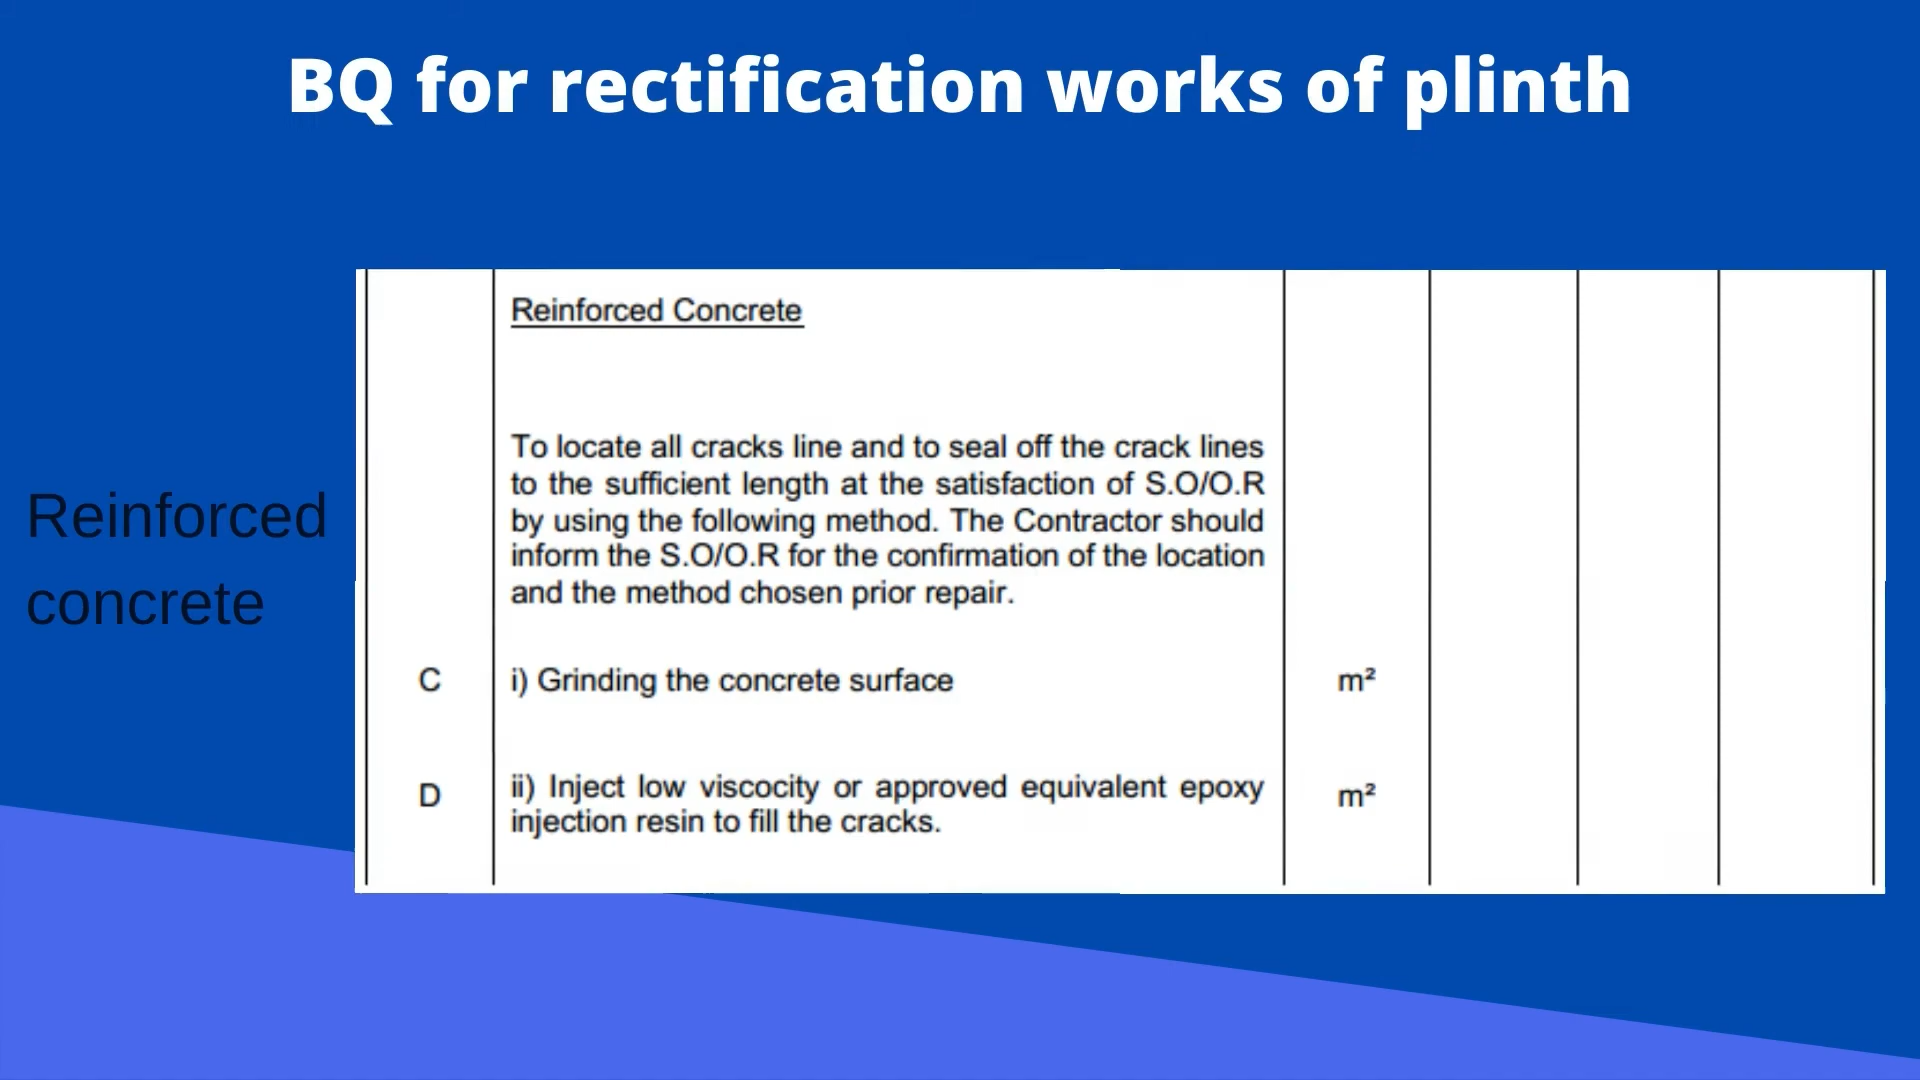 BQ for rectification works of plinth
Reinforced
concrete
Reinforced Concrete
To locate all cracks line and to seal off the crack lines
to the sufficient length at the satisfaction of S.O/O.R
by using the following method. The Contractor should
inform the S.O/O.R for the confirmation of the location
and the method chosen prior repair.
C i) Grinding the concrete surface m²
D ii) Inject low viscocity or approved equivalent epoxy m²
injection resin to fill the cracks.